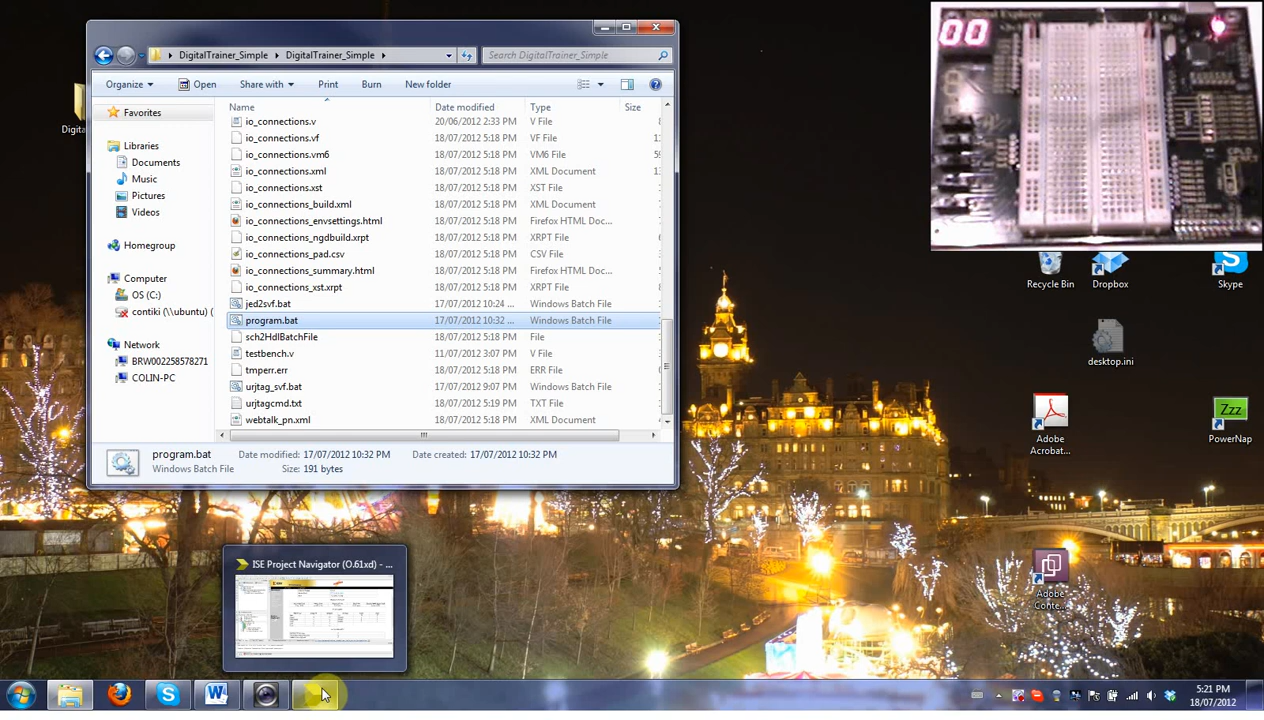 DigitalTrainer_Simple
DigitalTrainer_Simple
Search DigitalTrainer_Simple
Organize
Open
Share with
Print
Burn
New folder
Name
Date modified
Type
Size
Favorites
Libraries
Documents
Music
Pictures
Videos
Homegroup
Computer
OS (C:)
contiki (\\ubuntu) (
Network
BRW002258578271
COLIN-PC
io_connections.v 20/06/2012 2:33 PM V File
io_connections.vf 18/07/2012 5:18 PM VF File
io_connections.vm6 18/07/2012 5:18 PM VM6 File
io_connections.xml 18/07/2012 5:18 PM XML Document
io_connections.xst 18/07/2012 5:18 PM XST File
io_connections_build.xml 18/07/2012 5:18 PM XML Document
io_connections_envsettings.html 18/07/2012 5:18 PM Firefox HTML Doc...
io_connections_ngdbuild.xrpt 18/07/2012 5:18 PM XRPT File
io_connections_pad.csv 18/07/2012 5:18 PM CSV File
io_connections_summary.html 18/07/2012 5:18 PM Firefox HTML Doc...
io_connections_xst.xrpt 18/07/2012 5:18 PM XRPT File
jed2svf.bat 17/07/2012 10:24 ... Windows Batch File
program.bat 17/07/2012 10:32 ... Windows Batch File
sch2HdlBatchFile 18/07/2012 5:18 PM File
testbench.v 11/07/2012 3:07 PM V File
tmperr.err 18/07/2012 5:18 PM ERR File
urjtag_svf.bat 17/07/2012 9:07 PM Windows Batch File
urjtagcmd.txt 18/07/2012 5:19 PM TXT File
webtalk_pn.xml 18/07/2012 5:18 PM XML Document
program.bat Date modified: 17/07/2012 10:32 PM Date created: 17/07/2012 10:32 PM
Windows Batch File Size: 191 bytes
ISE Project Navigator (O.61xd) - ...
Digita
00
Recycle Bin
Dropbox
Skype
desktop.ini
Adobe
Acrobat...
Zzz
PowerNap
Adobe
Conte...
5:21 PM
18/07/2012